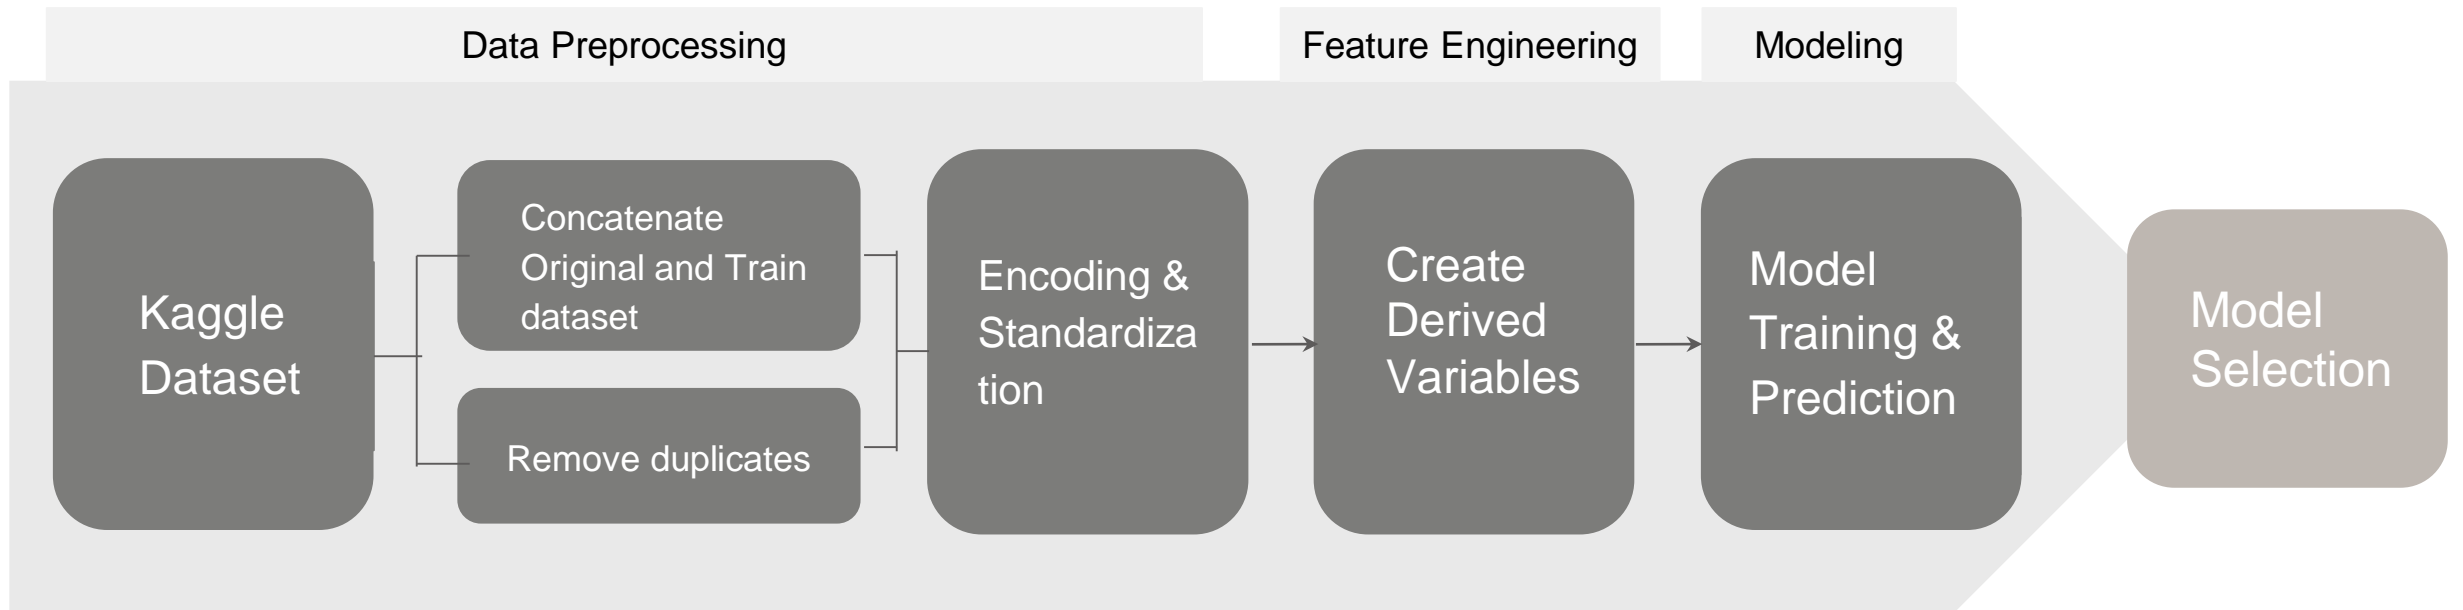 Data Preprocessing
Feature Engineering
Modeling
Kaggle
Dataset
Concatenate
Original and Train
dataset
Remove duplicates
Encoding &
Standardiza
tion
Create
Derived
Variables
Model
Training &
Prediction
Model
Selection